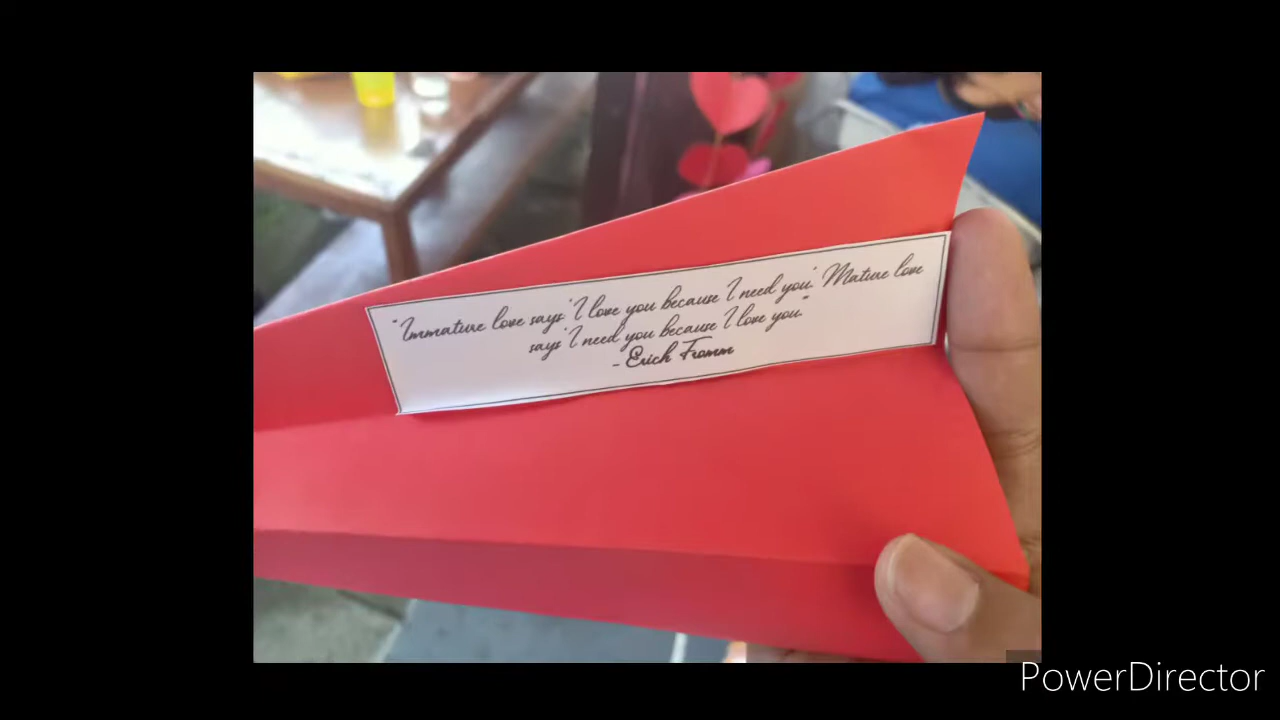 "Immature love says 'I love you because I need you.' Mature love
says 'I need you because I love you."
- Erich Fromm
PowerDirector